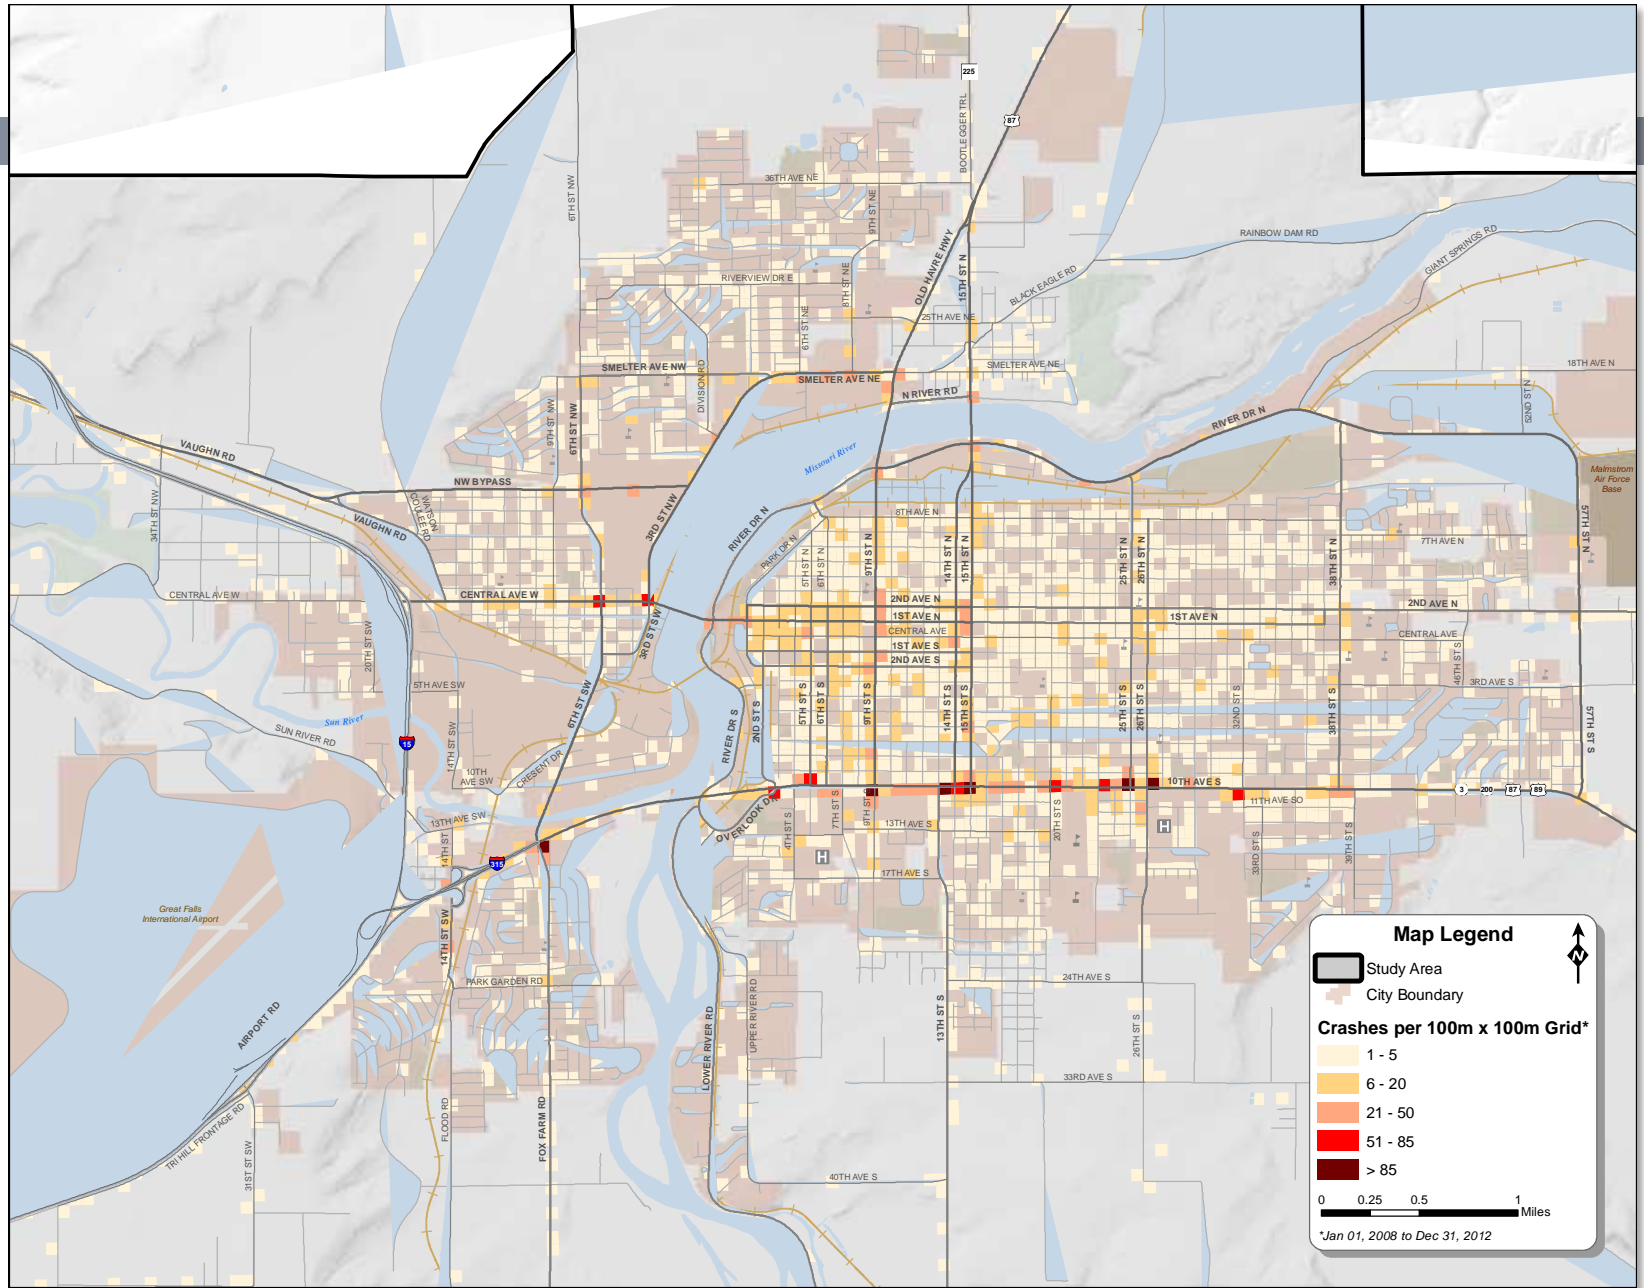 225
87
BOOTLEGGER TRL
36TH AVE NE
6TH ST NW
9TH ST NE
OLD HAVRE HWY
15TH ST N
RAINBOW DAM RD
GIANT SPRINGS RD
BLACK EAGLE RD
RIVERVIEW DR E
8TH ST NE
6TH ST NE
25TH AVE NE
SMELTER AVE NW
DIVISION RD
SMELTER AVE NE
SMELTER AVE NE
18TH AVE N
N RIVER RD
9TH ST NW
6TH ST NW
RIVER DR N
52ND ST N
VAUGHN RD
Missouri River
NW BYPASS
Malmstrom
Air Force
Base
34TH ST NW
WATSON
COULEE RD
VAUGHN RD
3RD ST NW
RIVER DR N
PARK DR N
8TH AVE N
7TH AVE N
57TH ST N
5TH ST N
6TH ST N
9TH ST N
14TH ST N
15TH ST N
25TH ST N
26TH ST N
38TH ST N
CENTRAL AVE W
CENTRAL AVE W
2ND AVE N
2ND AVE N
1ST AVE N
1ST AVE N
CENTRAL AVE
CENTRAL AVE
1ST AVE S
2ND AVE S
20TH ST SW
3RD ST SW
46TH ST S
3RD AVE S
5TH AVE SW
Sun River
SUN RIVER RD
15
14TH ST SW
6TH ST SW
RIVER DR S
2ND ST S
5TH ST S
6TH ST S
9TH ST S
14TH ST S
15TH ST S
25TH ST S
26TH ST S
32ND ST S
38TH ST S
57TH ST S
10TH
AVE SW
CRESENT DR
10TH AVE S
3
200
87
89
11TH AVE SO
OVERLOOK DR
13TH AVE SW
4TH ST S
7TH ST S
9TH ST S
13TH AVE S
20TH ST S
33RD ST S
39TH ST S
H
H
14TH ST
315
17TH AVE S
Great Falls
International Airport
14TH ST SW
PARK GARDEN RD
24TH AVE S
AIRPORT RD
UPPER RIVER RD
LOWER RIVER RD
13TH ST S
26TH ST S
33RD AVE S
TRI HILL FRONTAGE RD
31ST ST SW
FLOOD RD
FOX FARM RD
40TH AVE S
Map Legend
N
Study Area
City Boundary
Crashes per 100m x 100m Grid*
1 - 5
6 - 20
21 - 50
51 - 85
> 85
0 0.25 0.5 1
Miles
*Jan 01, 2008 to Dec 31, 2012